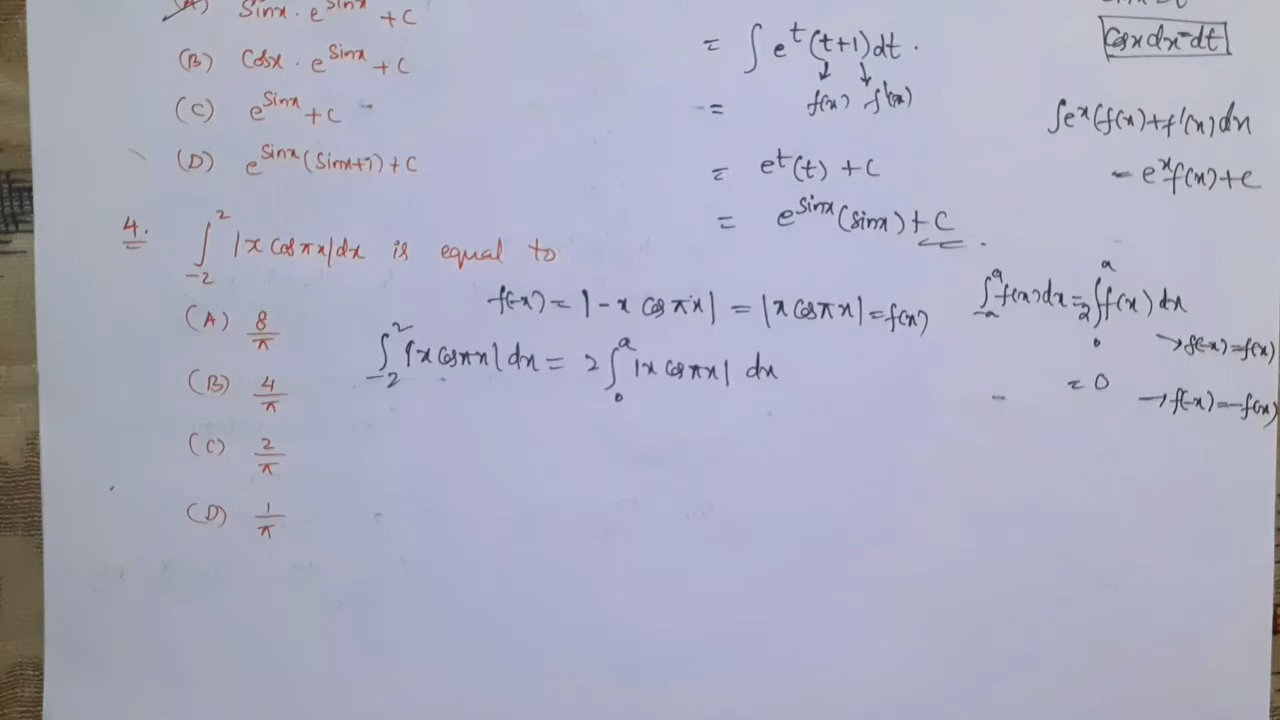 (A) Sinx . e^Sinx + C
(B) Cosx . e^Sinx + C
(C) e^Sinx + C
(D) e^Sinx (Sinx+1) + C
= ∫ e^t (t+1) dt .
↓ ↓
= f(x) f'(x)
= e^t (t) + C
= e^sinx (sinx) + C .
Cosx dx = dt
∫e^x (f(x) + f'(x) dx
- e^x f(x) + c
4. ∫_{-2}^{2} |x Cos πx| dx is equal to
(A) 8/π
(B) 4/π
(C) 2/π
(D) 1/π
f(-x) = |-x Cos πx| = |x Cos πx| = f(x)
∫_{-2}^{2} |x cos πx| dx = 2 ∫_0^a |x cos πx| dx
∫_{-a}^{a} f(x) dx = 2 ∫_0^a f(x) dx
→ f(-x) = f(x)
= 0 → f(-x) = -f(x)